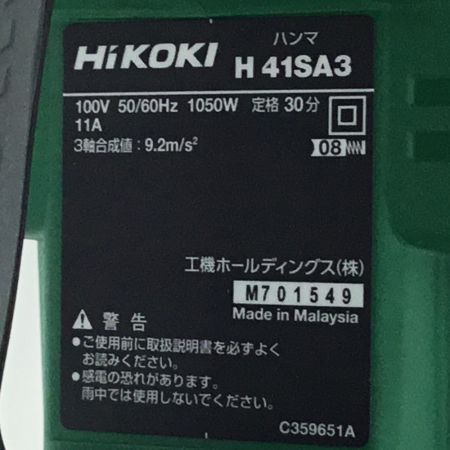 ハンマ
HiKOKI H 41SA3
100V 50/60Hz 1050W 定格 30分
11A
3軸合成値：9.2m/s²
08
工機ホールディングス(株)
M701549
Made in Malaysia
警告
●ご使用前に取扱説明書を必ずよく
お読みください。
●感電の恐れがあります。
雨中では使用しないでください。
C359651A